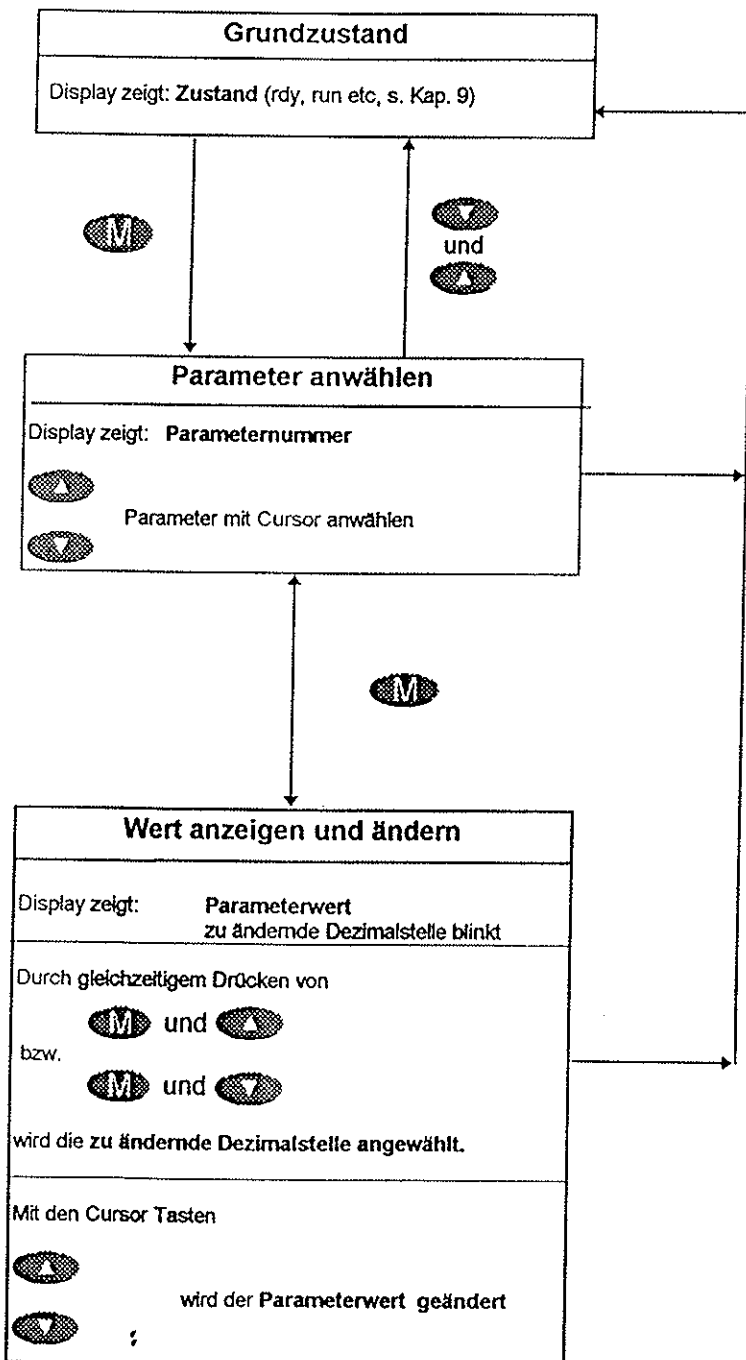 Grundzustand
Display zeigt: Zustand (rdy, run etc, s. Kap. 9)
M
und
Parameter anwählen
Display zeigt: Parameternummer
Parameter mit Cursor anwählen
M
Wert anzeigen und ändern
Display zeigt: Parameterwert
zu ändernde Dezimalstelle blinkt
Durch gleichzeitigem Drücken von
M und
bzw.
M und
wird die zu ändernde Dezimalstelle angewählt.
Mit den Cursor Tasten
wird der Parameterwert geändert